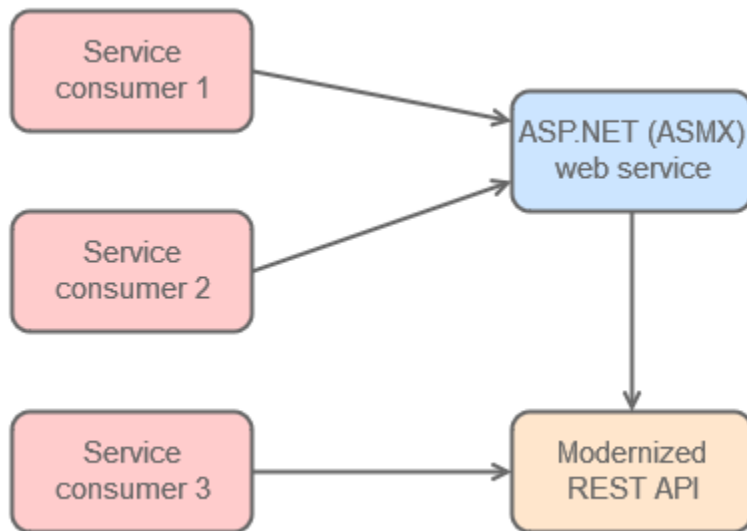 Service
consumer 1
ASP.NET (ASMX)
web service
Service
consumer 2
Service
consumer 3
Modernized
REST API